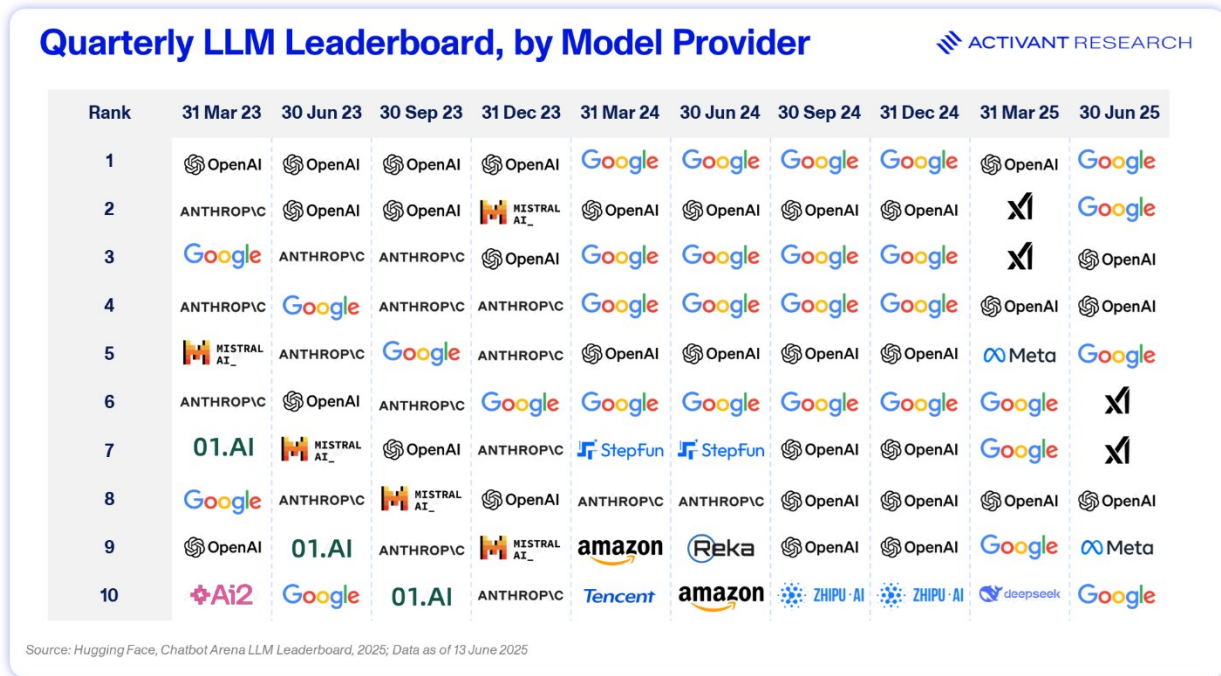 Quarterly LLM Leaderboard, by Model Provider
ACTIVANT RESEARCH
Rank 31 Mar 23 30 Jun 23 30 Sep 23 31 Dec 23 31 Mar 24 30 Jun 24 30 Sep 24 31 Dec 24 31 Mar 25 30 Jun 25
1 OpenAI OpenAI OpenAI OpenAI Google Google Google Google OpenAI Google
2 ANTHROP\C OpenAI OpenAI MISTRAL AI_ OpenAI OpenAI OpenAI OpenAI xI Google
3 Google ANTHROP\C ANTHROP\C OpenAI Google Google Google Google xI OpenAI
4 ANTHROP\C Google ANTHROP\C ANTHROP\C Google Google Google Google OpenAI OpenAI
5 MISTRAL AI_ ANTHROP\C Google ANTHROP\C OpenAI OpenAI OpenAI OpenAI Meta Google
6 ANTHROP\C OpenAI ANTHROP\C Google Google Google Google Google Google xI
7 01.AI MISTRAL AI_ OpenAI ANTHROP\C StepFun StepFun OpenAI OpenAI Google xI
8 Google ANTHROP\C MISTRAL AI_ OpenAI ANTHROP\C ANTHROP\C OpenAI OpenAI OpenAI OpenAI
9 OpenAI 01.AI ANTHROP\C MISTRAL AI_ amazon Reka OpenAI OpenAI Google Meta
10 Ai2 Google 01.AI ANTHROP\C Tencent amazon ZHIPU·AI ZHIPU·AI deepseek Google
Source: Hugging Face, Chatbot Arena LLM Leaderboard, 2025; Data as of 13 June 2025